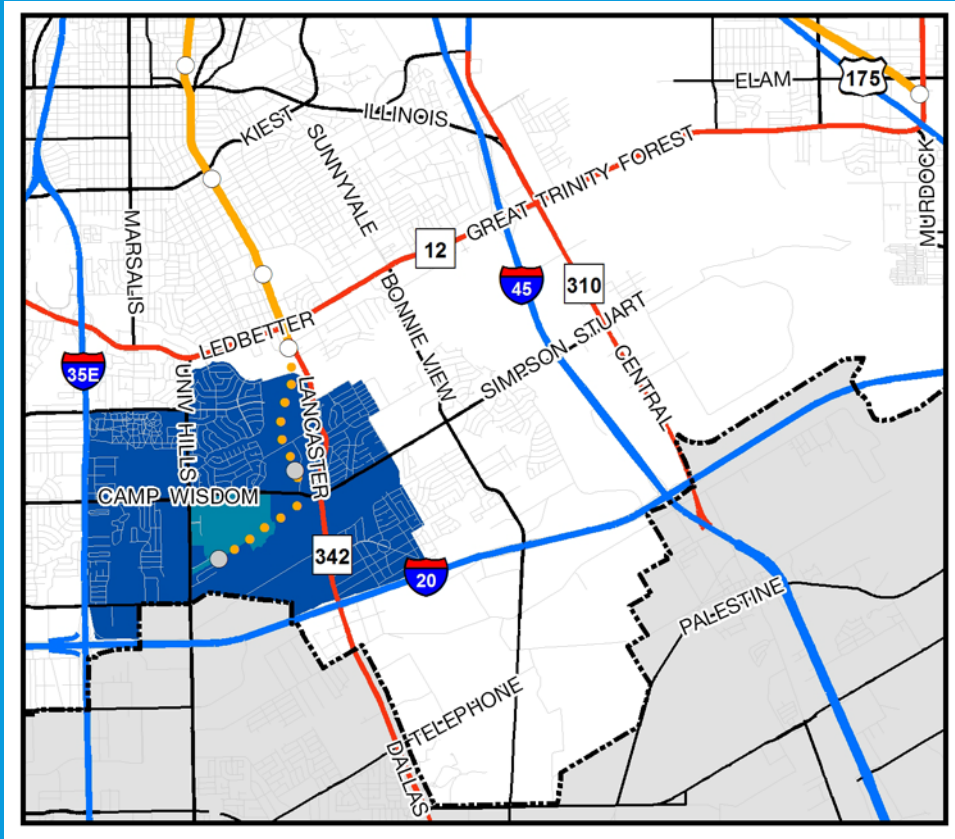 ELAM
175
ILLINOIS
KIEST
SUNNYVALE
GREAT TRINITY FOREST
MURDOCK
MARSALIS
12
45
310
BONNIE VIEW
SIMPSON STUART
LEDBETTER
CENTRAL
35E
UNIV HILLS
LANCASTER
CAMP WISDOM
342
20
PALESTINE
TELEPHONE
DALLAS